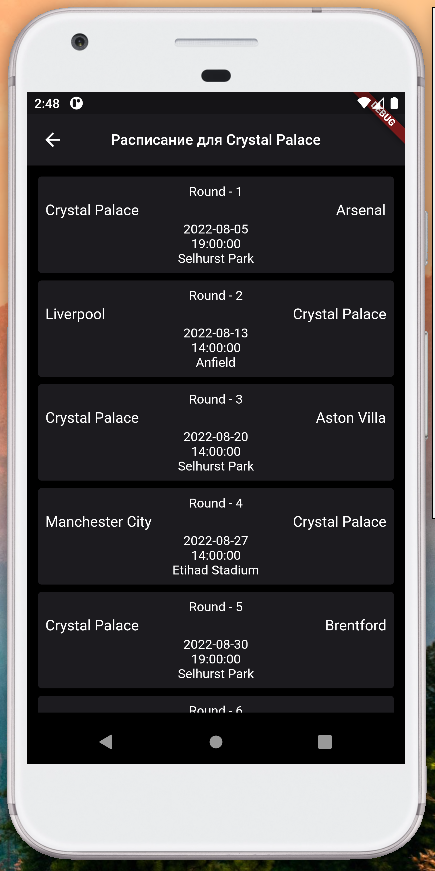 2:48
DEBUG
Расписание для Crystal Palace
Round - 1
Crystal Palace Arsenal
2022-08-05
19:00:00
Selhurst Park
Round - 2
Liverpool Crystal Palace
2022-08-13
14:00:00
Anfield
Round - 3
Crystal Palace Aston Villa
2022-08-20
14:00:00
Selhurst Park
Round - 4
Manchester City Crystal Palace
2022-08-27
14:00:00
Etihad Stadium
Round - 5
Crystal Palace Brentford
2022-08-30
19:00:00
Selhurst Park
Round - 6